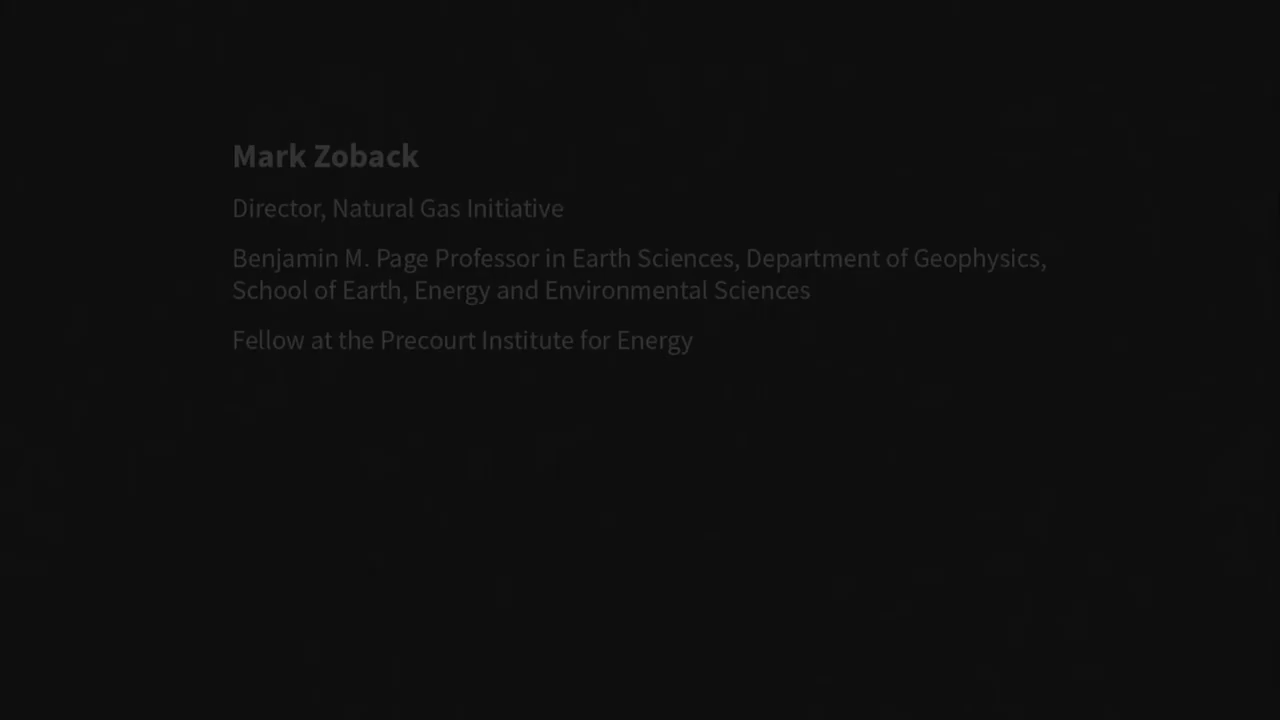 Mark Zoback
Director, Natural Gas Initiative
Benjamin M. Page Professor in Earth Sciences, Department of Geophysics,
School of Earth, Energy and Environmental Sciences
Fellow at the Precourt Institute for Energy